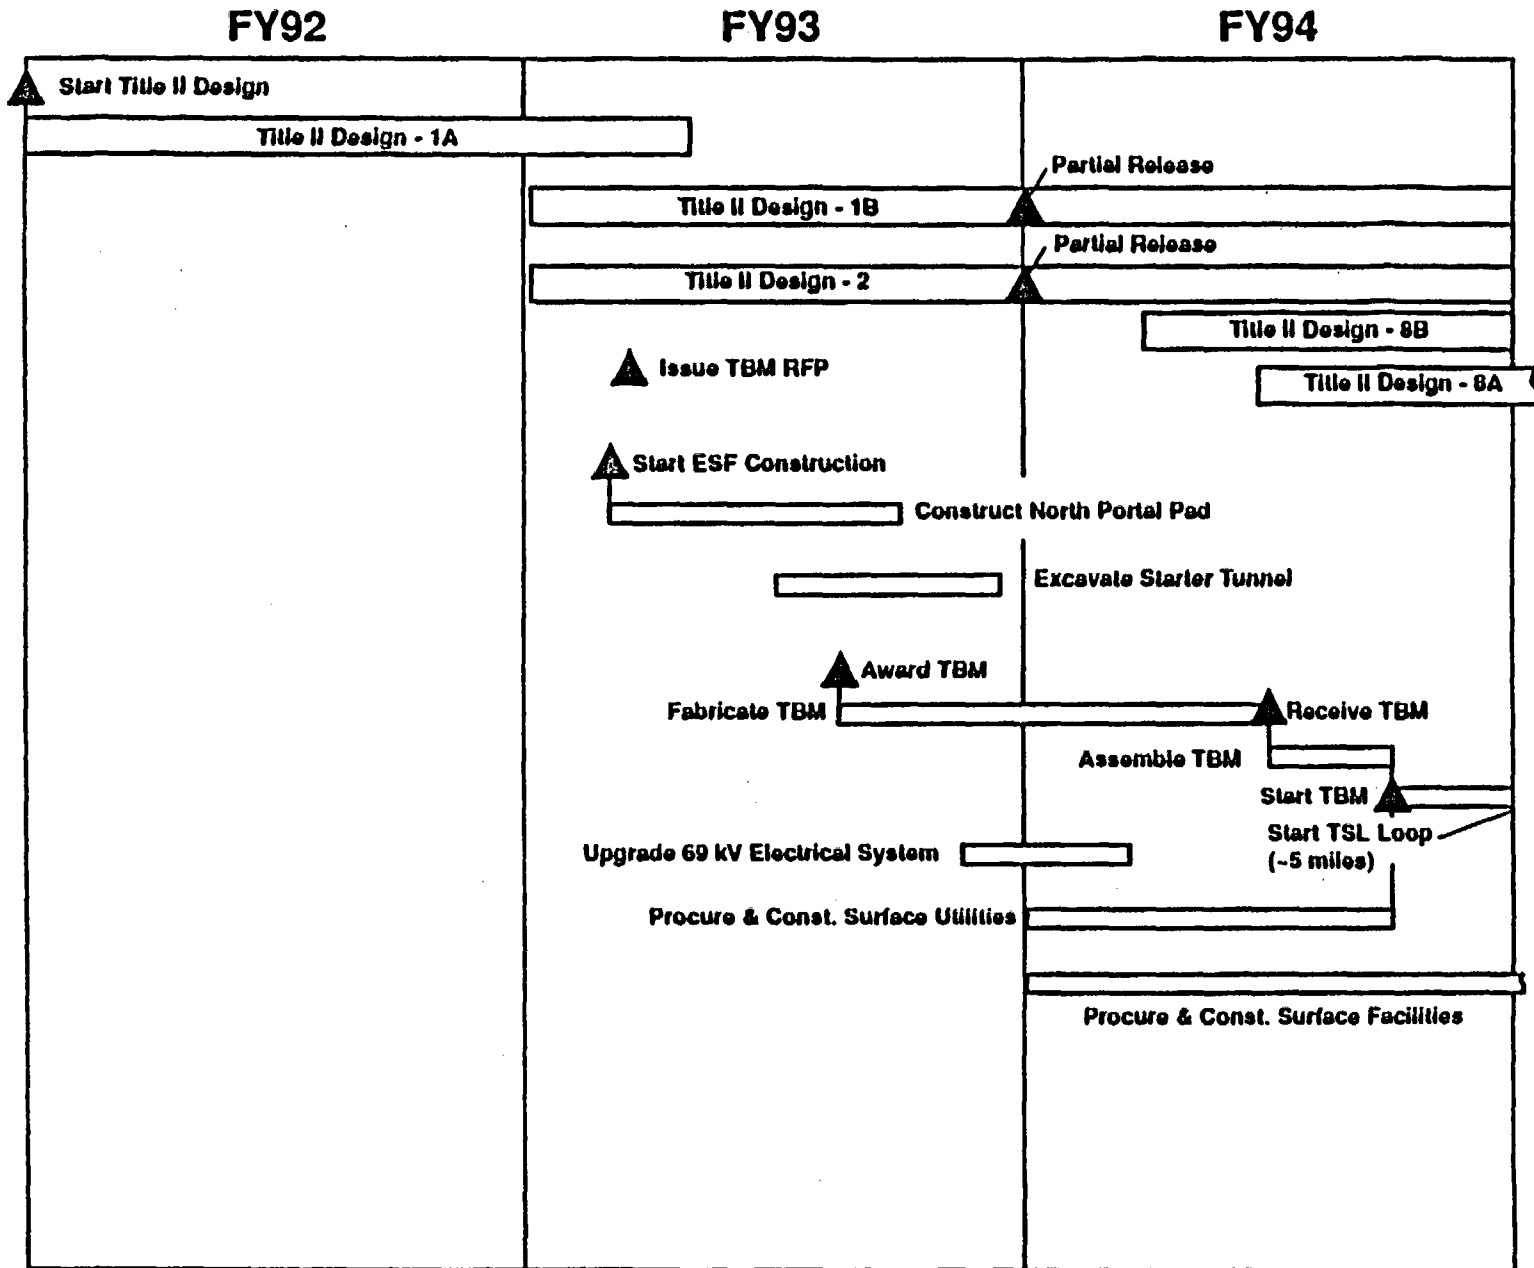 FY92
FY93
FY94
Start Title II Design
Title II Design - 1A
Partial Release
Title II Design - 1B
Partial Release
Title II Design - 2
Title II Design - 8B
Issue TBM RFP
Title II Design - 8A
Start ESF Construction
Construct North Portal Pad
Excavate Starter Tunnel
Award TBM
Fabricate TBM
Receive TBM
Assemble TBM
Start TBM
Start TSL Loop
(~5 miles)
Upgrade 69 kV Electrical System
Procure & Const. Surface Utilities
Procure & Const. Surface Facilities